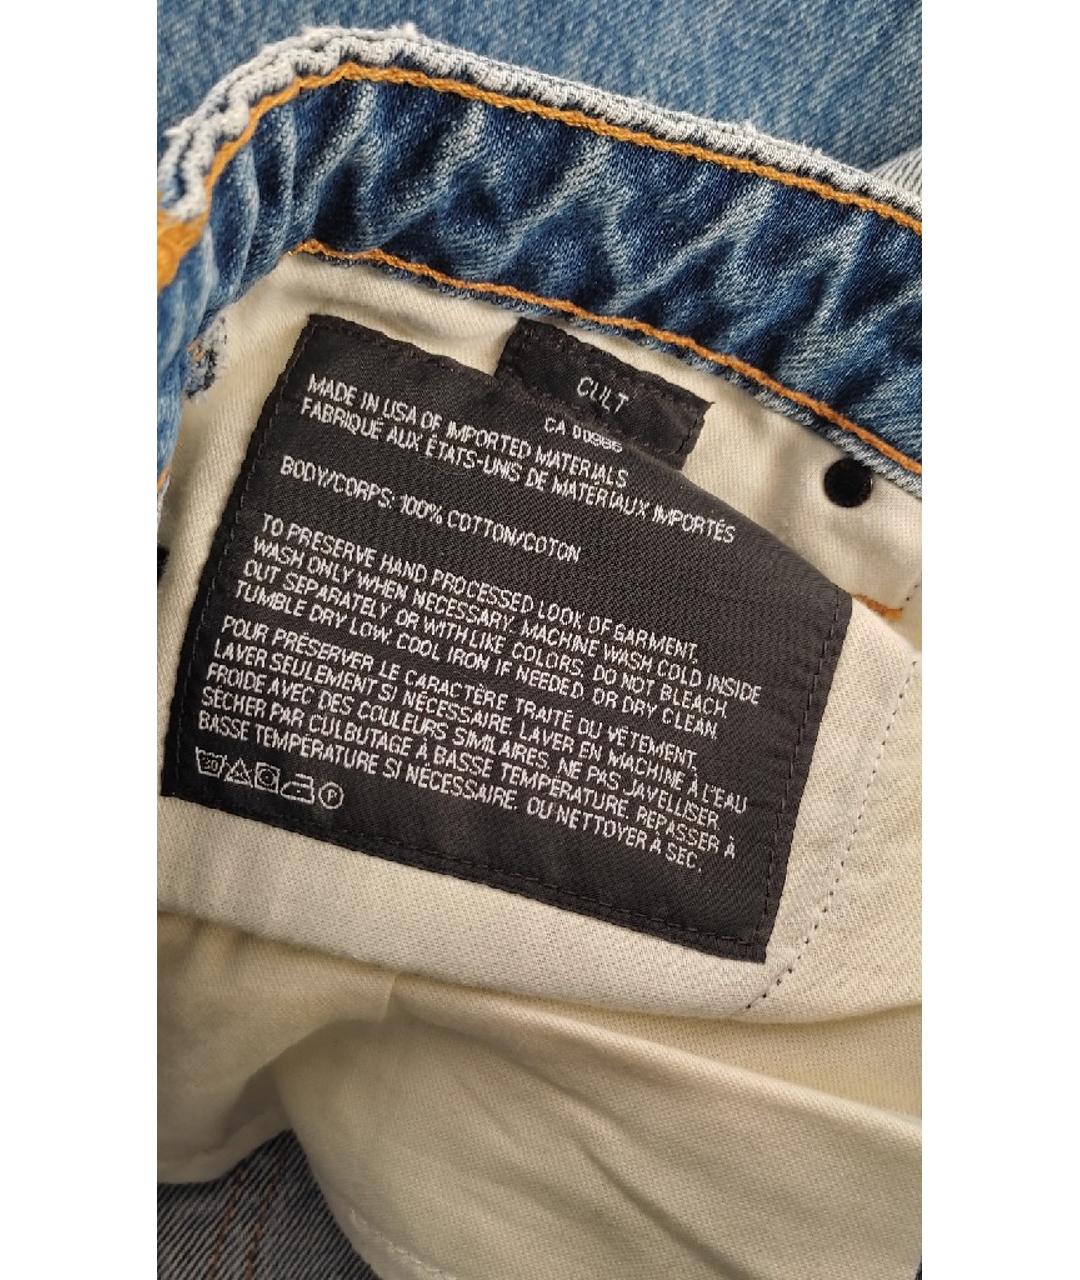 CULT
CA 00986
MADE IN USA OF IMPORTED MATERIALS
FABRIQUÉ AUX ÉTATS-UNIS DE MATERIAUX IMPORTÉS
BODY/CORPS: 100% COTTON/COTON
TO PRESERVE HAND PROCESSED LOOK OF GARMENT,
WASH ONLY WHEN NECESSARY. MACHINE WASH COLD INSIDE
OUT SEPARATELY, OR WITH LIKE COLORS. DO NOT BLEACH.
TUMBLE DRY LOW. COOL IRON IF NEEDED. OR DRY CLEAN.
POUR PRÉSERVER LE CARACTÈRE TRAITÉ DU VÊTEMENT,
LAVER SEULEMENT SI NÉCESSAIRE. LAVER EN MACHINE À L'EAU
FROIDE AVEC DES COULEURS SIMILAIRES. NE PAS JAVELLISER.
SÉCHER PAR CULBUTAGE À BASSE TEMPÉRATURE. REPASSER À
BASSE TEMPÉRATURE SI NÉCESSAIRE. OU NETTOYER À SEC.
30 P